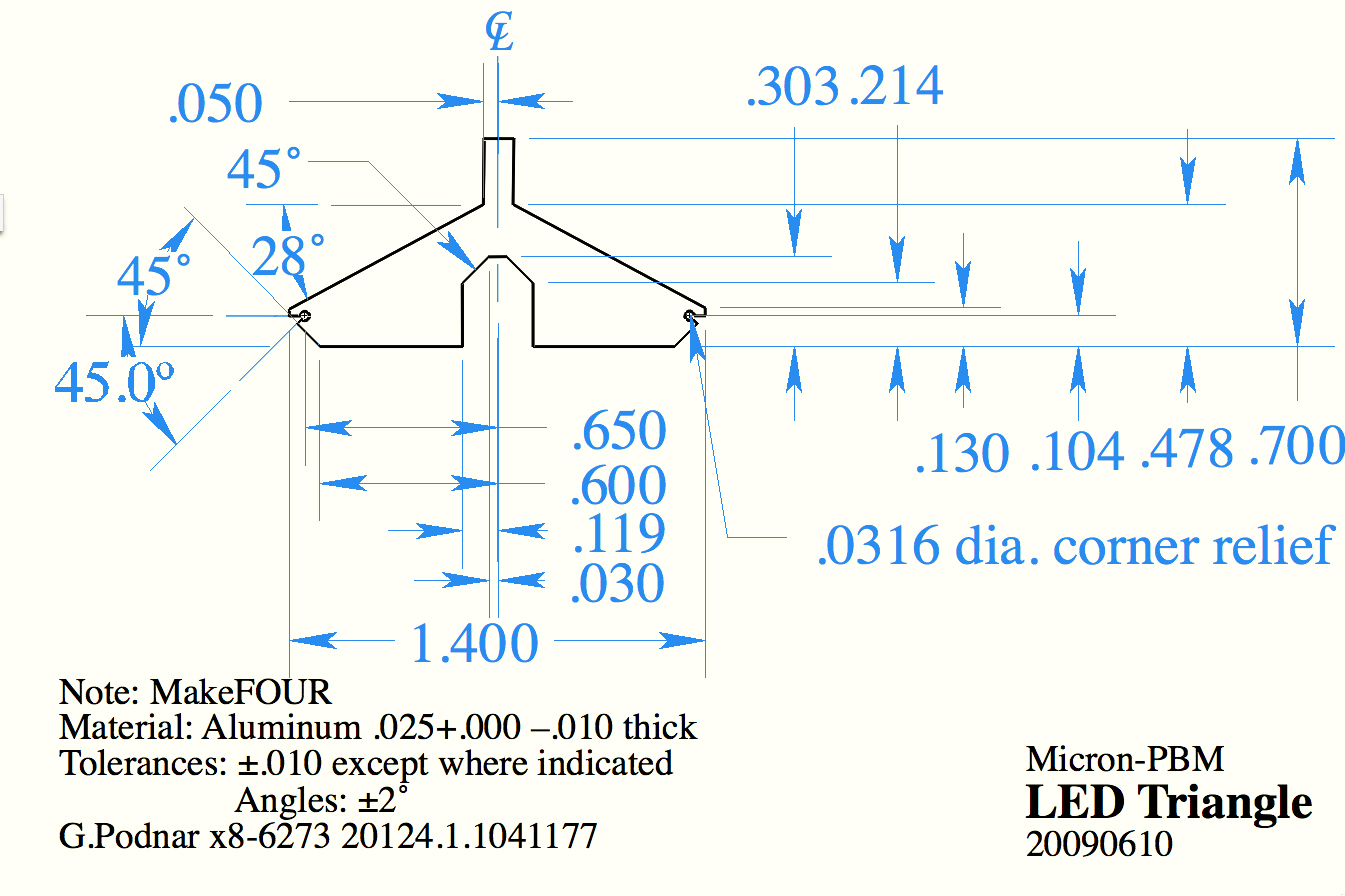 ℄
.050
.303 .214
45°
28°
45°
45.0º
.650
.600
.119
.030
1.400
.130 .104 .478 .700
.0316 dia. corner relief
Note: MakeFOUR
Material: Aluminum .025+.000 –.010 thick
Tolerances: ±.010 except where indicated
Angles: ±2°
G.Podnar x8-6273 20124.1.1041177
Micron-PBM
LED Triangle
20090610